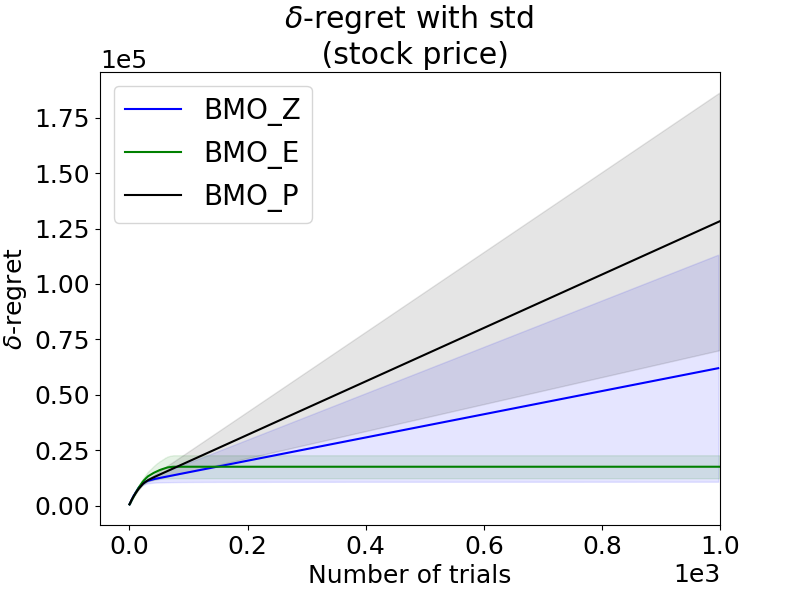 δ-regret with std
(stock price)
1e5
BMO_Z
BMO_E
BMO_P
1.75
1.50
1.25
1.00
0.75
0.50
0.25
0.00
δ-regret
0.0 0.2 0.4 0.6 0.8 1.0
Number of trials
1e3